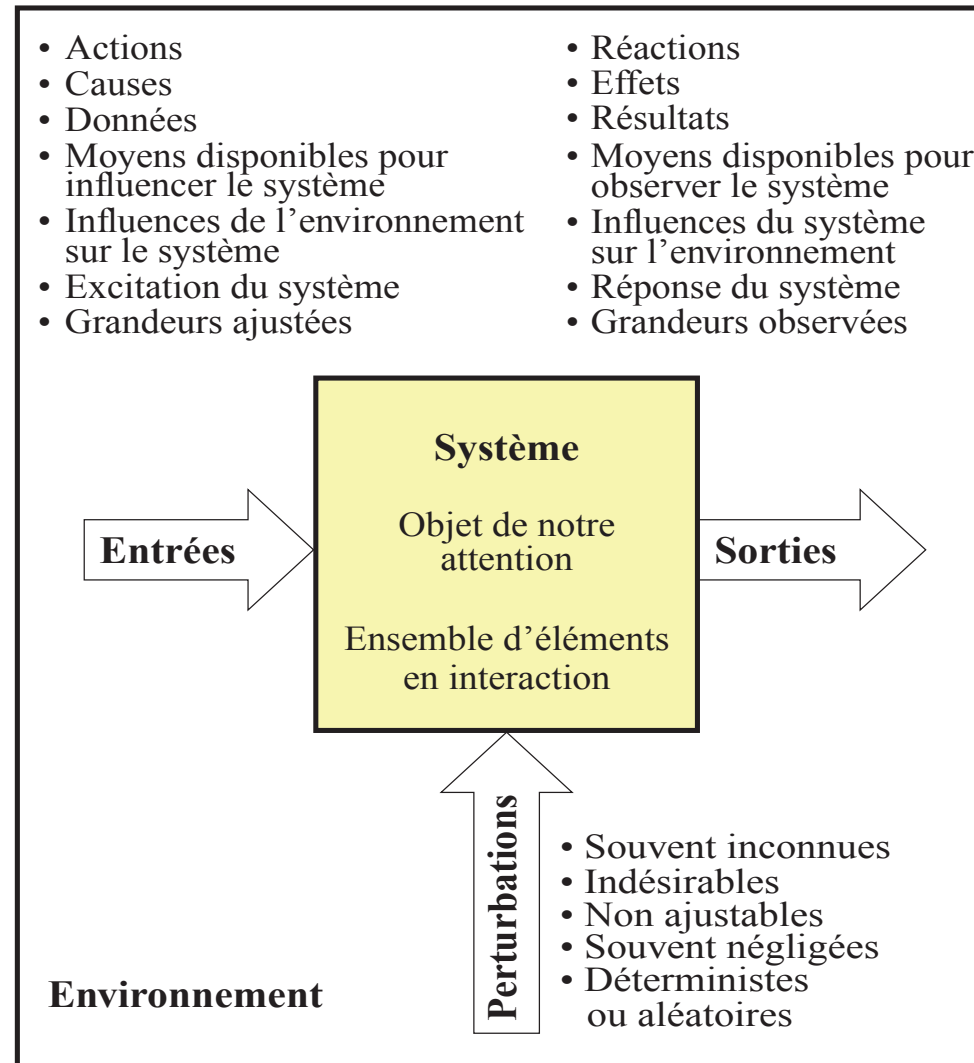 • Actions
• Causes
• Données
• Moyens disponibles pour
influencer le système
• Influences de l’environnement
sur le système
• Excitation du système
• Grandeurs ajustées
• Réactions
• Effets
• Résultats
• Moyens disponibles pour
observer le système
• Influences du système
sur l’environnement
• Réponse du système
• Grandeurs observées
Entrées
Système
Objet de notre
attention
Ensemble d’éléments
en interaction
Sorties
Perturbations
• Souvent inconnues
• Indésirables
• Non ajustables
• Souvent négligées
• Déterministes
ou aléatoires
Environnement